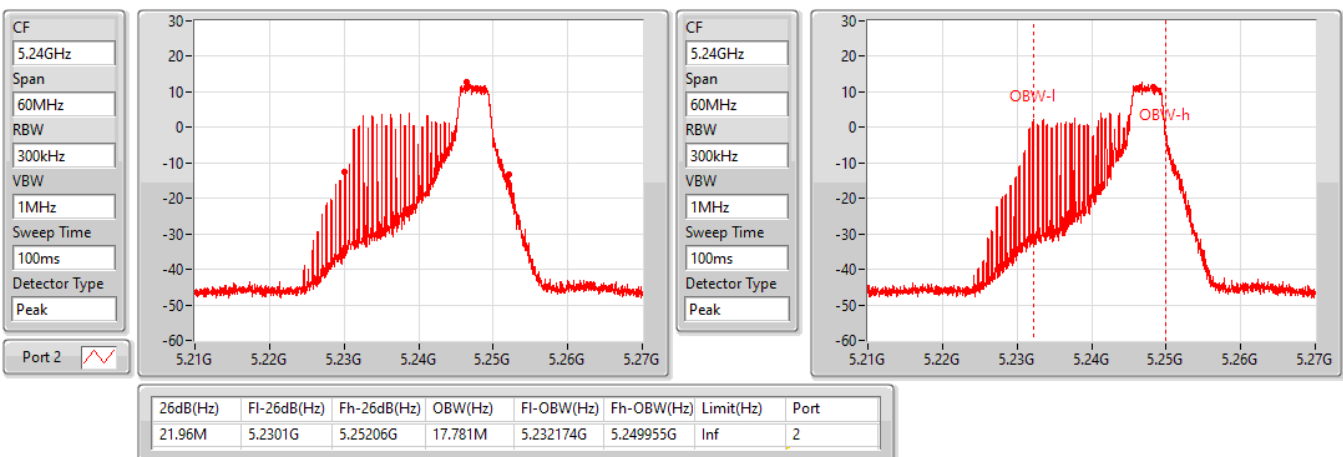 CF
5.24GHz
Span
60MHz
RBW
300kHz
VBW
1MHz
Sweep Time
100ms
Detector Type
Peak
Port 2
30
20
10
0
-10
-20
-30
-40
-50
-60
5.21G 5.22G 5.23G 5.24G 5.25G 5.26G 5.27G
CF
5.24GHz
Span
60MHz
RBW
300kHz
VBW
1MHz
Sweep Time
100ms
Detector Type
Peak
30
20
10
0
-10
-20
-30
-40
-50
-60
OBW-l
OBW-h
5.21G 5.22G 5.23G 5.24G 5.25G 5.26G 5.27G
26dB(Hz) Fl-26dB(Hz) Fh-26dB(Hz) OBW(Hz) Fl-OBW(Hz) Fh-OBW(Hz) Limit(Hz) Port
21.96M 5.2301G 5.25206G 17.781M 5.232174G 5.249955G Inf 2